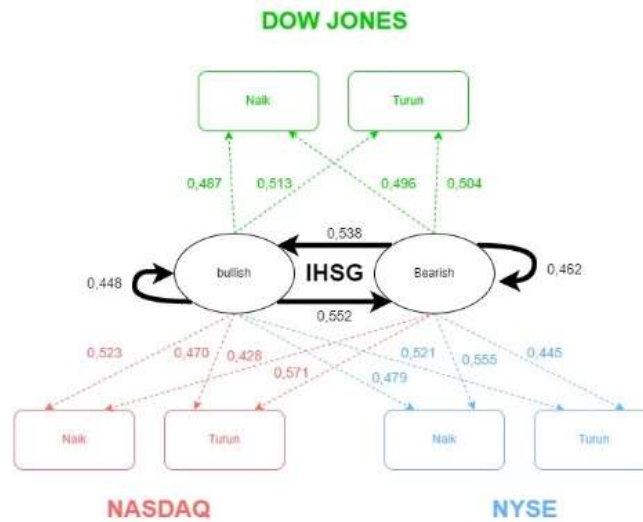 DOW JONES
Naik
Turun
0,487
0,513
0,496
0,504
0,538
bullish
IHSG
Bearish
0,448
0,462
0,552
0,523
0,470
0,428
0,571
0,479
0,521
0,555
0,445
Naik
Turun
Naik
Turun
NASDAQ
NYSE